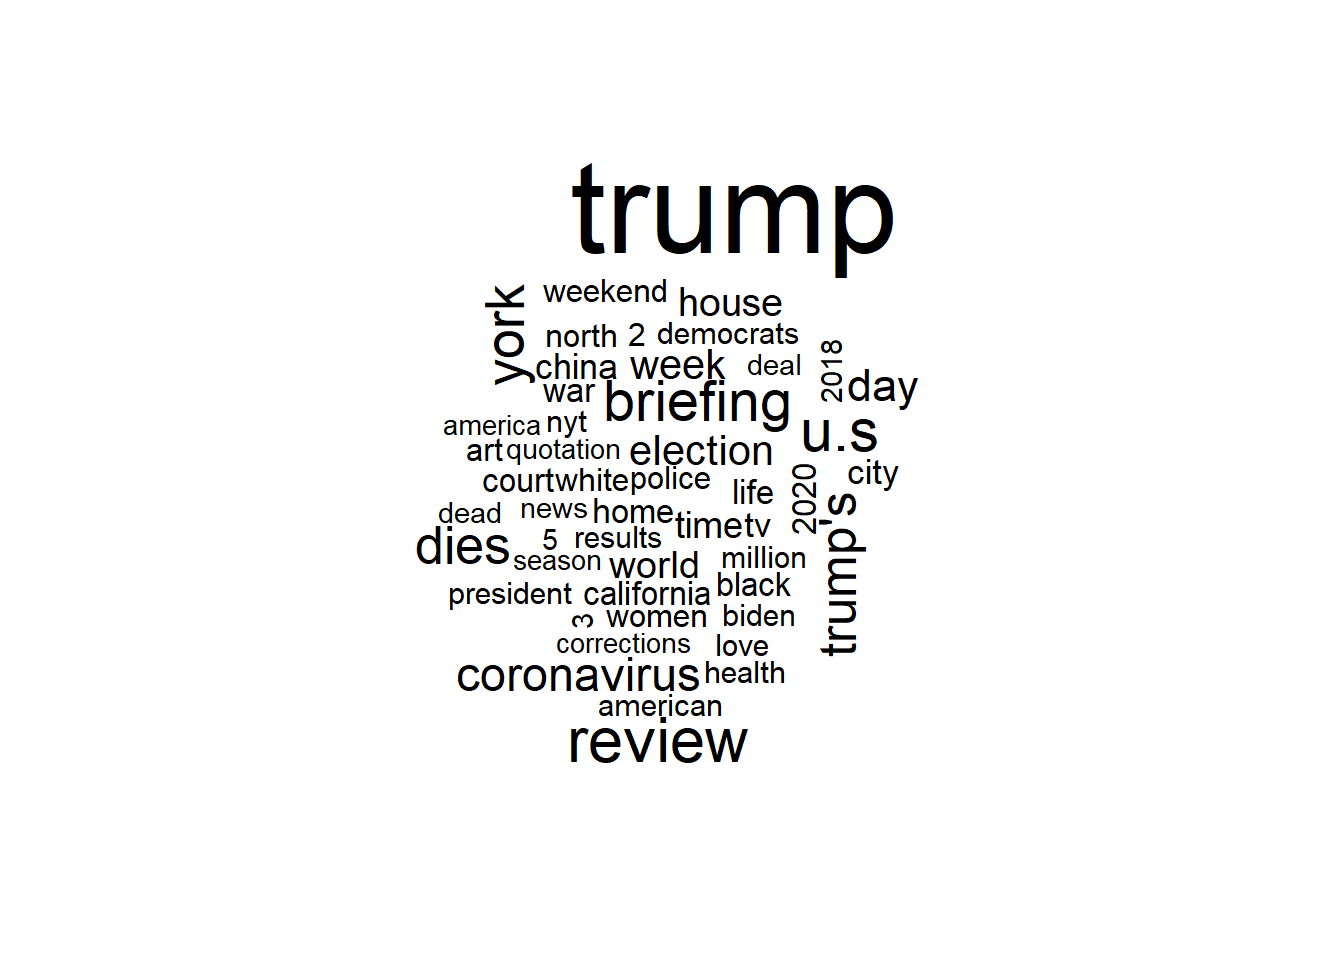 trump
york
weekend
house
north 2 democrats
china week deal
2018
day
war briefing
america nyt
u.s
art quotation election
court white police
life
2020
city
dead news home time tv
trump's
dies 5 results
season world million
president california black
3 women biden
corrections love
coronavirus health
american
review